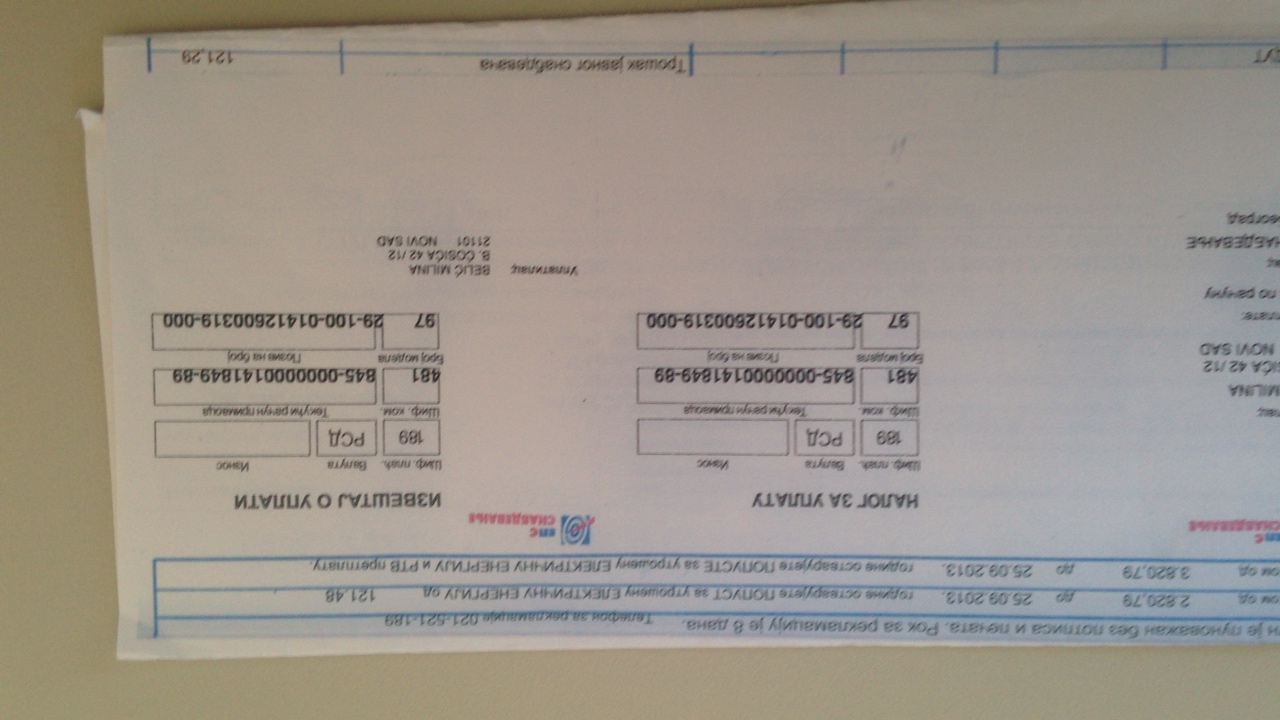 је пуноважан без потписа и печата. Рок за рекламацију је 8 дана. Телефон за рекламације 021-521-189
ом од 2.820,79 до 25.09.2013. године остварујете ПОПУСТ за утрошену ЕЛЕКТРИЧНУ ЕНЕРГИЈУ од 121,48
ом од 3.820,79 до 25.09.2013. године остварујете ПОПУСТЕ за утрошену ЕЛЕКТРИЧНУ ЕНЕРГИЈУ и РТВ претплату.
ЕПС
СНАБДЕВАЊЕ
MILINA
SIĆA 42 /12
NOVI SAD
по рачуну
НАБДЕВАЊЕ
еоград
НАЛОГ ЗА УПЛАТУ
Шиф. плаћ. Валута Износ
189 РСД
Шиф. ком. Текући рачун примаоца
481 845-0000000141849-89
Број модела Позив на број
97 29-100-01412600319-000
ЕПС
СНАБДЕВАЊЕ
ИЗВЕШТАЈ О УПЛАТИ
Шиф. плаћ. Валута Износ
189 РСД
Шиф. ком. Текући рачун примаоца
481 845-0000000141849-89
Број модела Позив на број
97 29-100-01412600319-000
Уплатилац: BELIĆ MILINA
B. ĆOSIĆA 42 /12
21101 NOVI SAD
Трошак јавног снабдевача 121,29